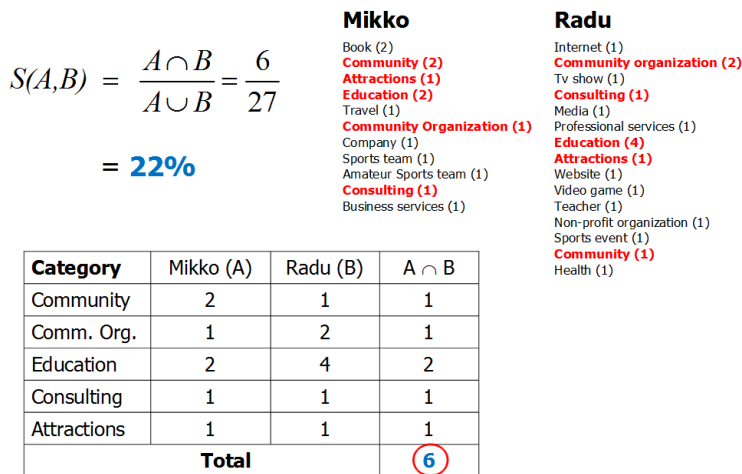 S(A,B) = A∩B / A∪B = 6 / 27
= 22%
Mikko
Book (2)
Community (2)
Attractions (1)
Education (2)
Travel (1)
Community Organization (1)
Company (1)
Sports team (1)
Amateur Sports team (1)
Consulting (1)
Business services (1)
Radu
Internet (1)
Community organization (2)
Tv show (1)
Consulting (1)
Media (1)
Professional services (1)
Education (4)
Attractions (1)
Website (1)
Video game (1)
Teacher (1)
Non-profit organization (1)
Sports event (1)
Community (1)
Health (1)
Category Mikko (A) Radu (B) A ∩ B
Community 2 1 1
Comm. Org. 1 2 1
Education 2 4 2
Consulting 1 1 1
Attractions 1 1 1
Total 6